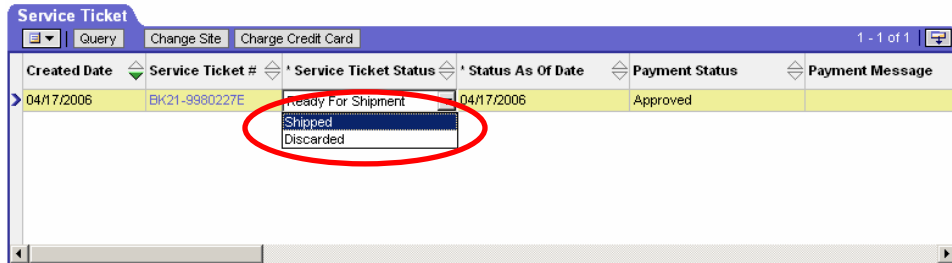 Service Ticket
Query Change Site Charge Credit Card 1 - 1 of 1
Created Date Service Ticket # * Service Ticket Status * Status As Of Date Payment Status Payment Message
04/17/2006 BK21-9980227E Ready For Shipment 04/17/2006 Approved
Shipped
Discarded